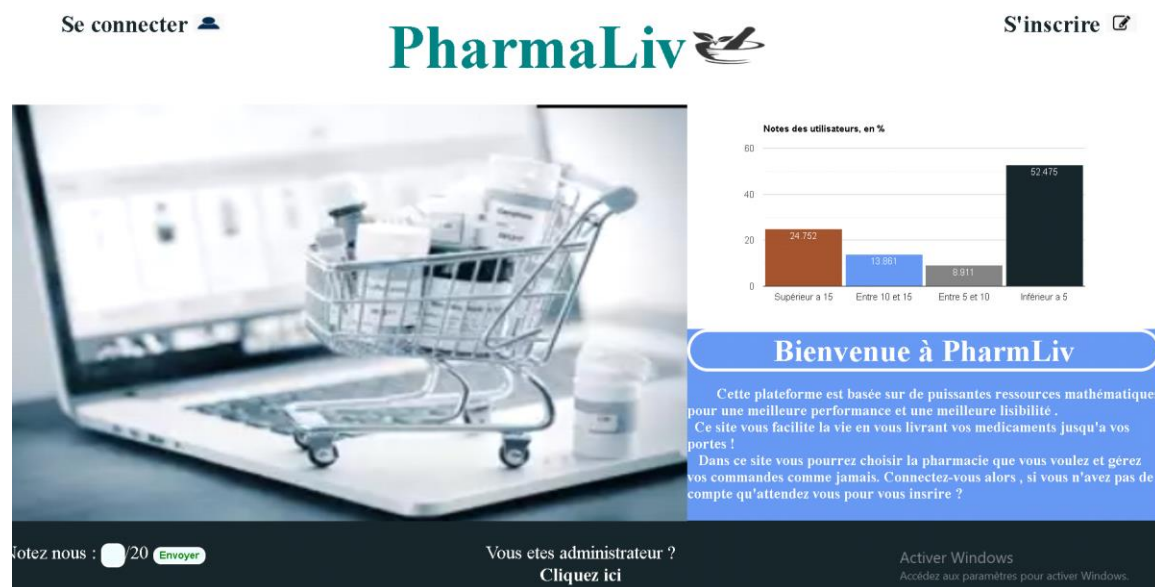 Se connecter
PharmaLiv
S'inscrire
Notes des utilisateurs, en %
60
40
20
0
24.752
13.861
8.911
52.475
Supérieur a 15
Entre 10 et 15
Entre 5 et 10
Inférieur a 5
Bienvenue à PharmLiv
Cette plateforme est basée sur de puissantes ressources mathématique
pour une meilleure performance et une meilleure lisibilité .
Ce site vous facilite la vie en vous livrant vos medicaments jusqu'a vos
portes !
Dans ce site vous pourrez choisir la pharmacie que vous voulez et gérez
vos commandes comme jamais. Connectez-vous alors , si vous n'avez pas de
compte qu'attendez vous pour vous insrire ?
otez nous : /20 Envoyer
Vous etes administrateur ?
Cliquez ici
Activer Windows
Accédez aux paramètres pour activer Windows.